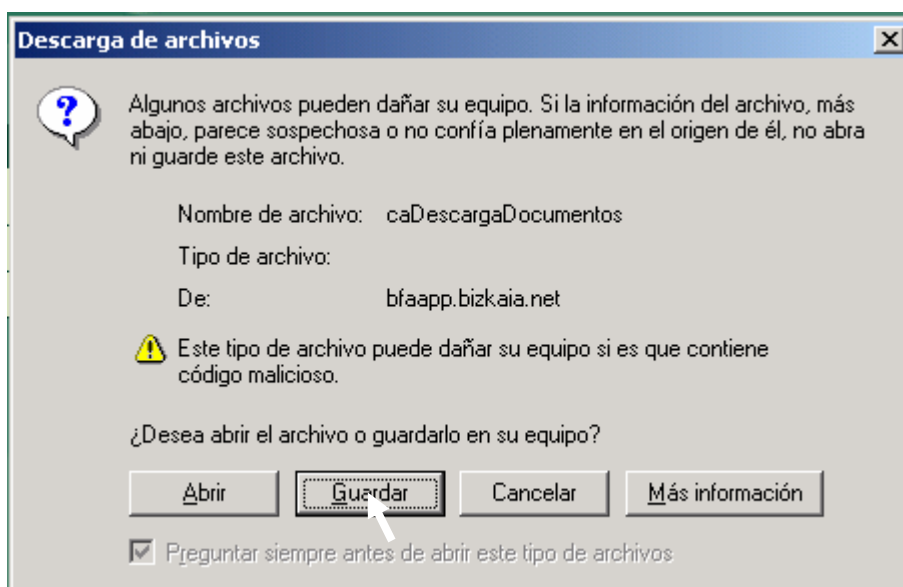 Descarga de archivos
Algunos archivos pueden dañar su equipo. Si la información del archivo, más
abajo, parece sospechosa o no confía plenamente en el origen de él, no abra
ni guarde este archivo.
Nombre de archivo: caDescargaDocumentos
Tipo de archivo:
De: bfaapp.bizkaia.net
Este tipo de archivo puede dañar su equipo si es que contiene
código malicioso.
¿Desea abrir el archivo o guardarlo en su equipo?
Abrir Guardar Cancelar Más información
Preguntar siempre antes de abrir este tipo de archivos